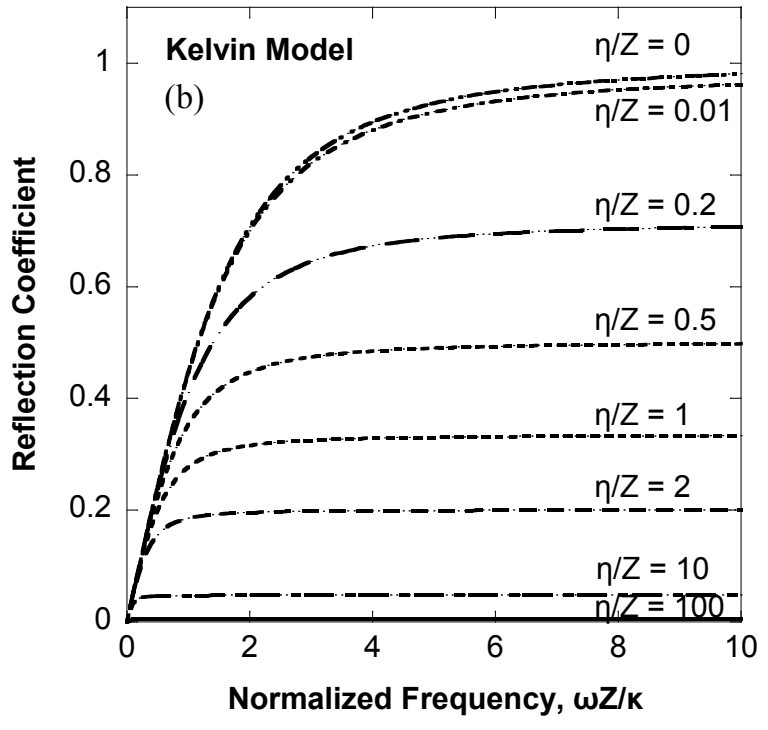 Kelvin Model
(b)
η/Z = 0
η/Z = 0.01
η/Z = 0.2
η/Z = 0.5
η/Z = 1
η/Z = 2
η/Z = 10
η/Z = 100
Reflection Coefficient
1
0.8
0.6
0.4
0.2
0
0 2 4 6 8 10
Normalized Frequency, ωZ/κ